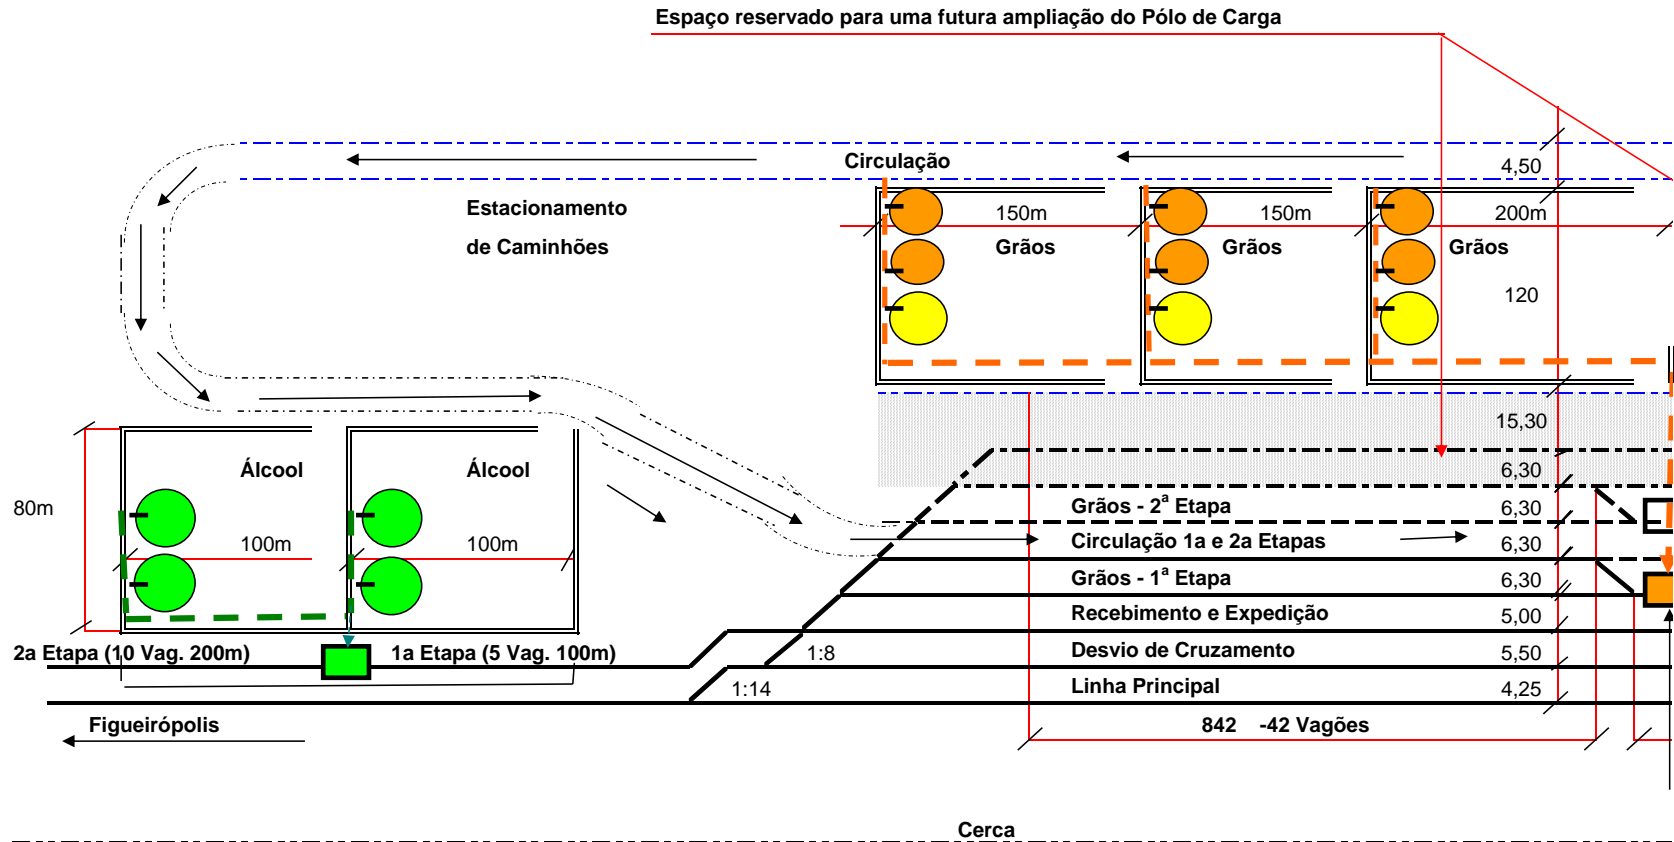 Espaço reservado para uma futura ampliação do Pólo de Carga
Circulação
4,50
Estacionamento
de Caminhões
150m
150m
200m
Grãos
Grãos
Grãos
120
15,30
Álcool
Álcool
6,30
80m
Grãos - 2ª Etapa
6,30
100m
100m
Circulação 1a e 2a Etapas
6,30
Grãos - 1ª Etapa
6,30
Recebimento e Expedição
5,00
2a Etapa (10 Vag. 200m)
1a Etapa (5 Vag. 100m)
1:8
Desvio de Cruzamento
5,50
1:14
Linha Principal
4,25
Figueirópolis
842 -42 Vagões
Cerca